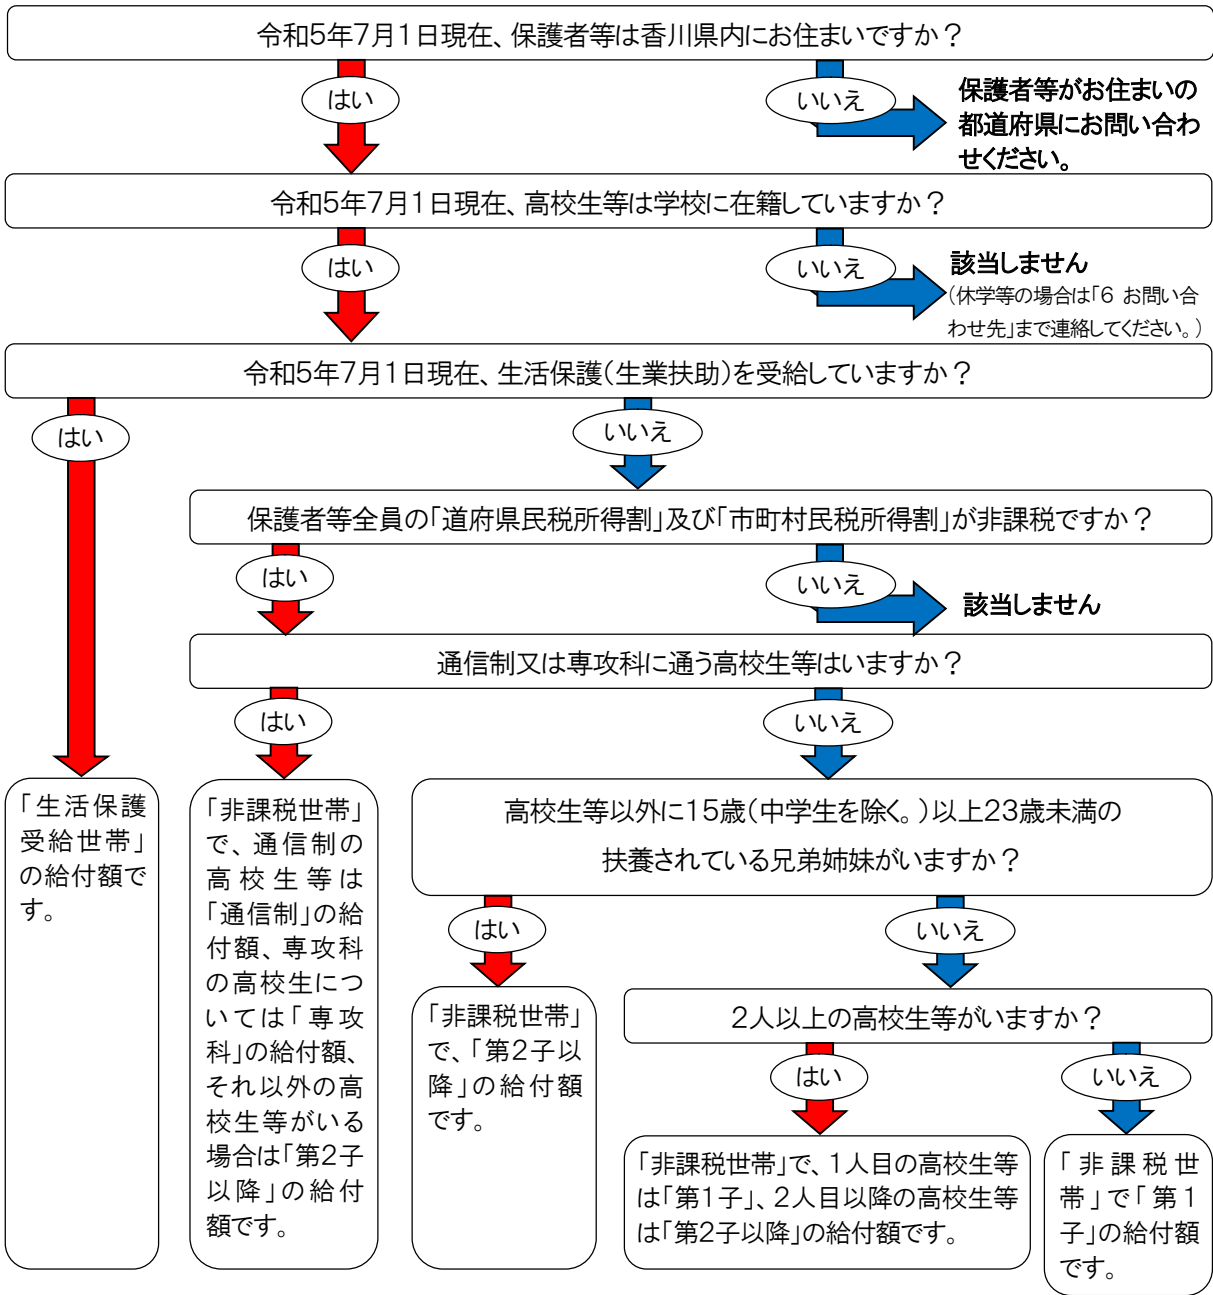 令和5年7月1日現在、保護者等は香川県内にお住まいですか？
はい
いいえ
保護者等がお住まいの
都道府県にお問い合わ
せください。
令和5年7月1日現在、高校生等は学校に在籍していますか？
はい
いいえ
該当しません
（休学等の場合は「6 お問い合
わせ先」まで連絡してください。）
令和5年7月1日現在、生活保護（生業扶助）を受給していますか？
はい
いいえ
保護者等全員の「道府県民税所得割」及び「市町村民税所得割」が非課税ですか？
はい
いいえ
該当しません
通信制又は専攻科に通う高校生等はいますか？
はい
いいえ
「生活保護
受給世帯」
の給付額で
す。
「非課税世帯」
で、通信制の
高校生等は
「通信制」の給
付額、専攻科
の高校生につ
いては「専攻
科」の給付額、
それ以外の高
校生等がいる
場合は「第2子
以降」の給付
額です。
高校生等以外に15歳（中学生を除く。）以上23歳未満の
扶養されている兄弟姉妹がいますか？
はい
いいえ
「非課税世帯」
で、「第2子以
降」の給付額
です。
2人以上の高校生等がいますか？
はい
いいえ
「非課税世帯」で、1人目の高校生等
は「第1子」、2人目以降の高校生等
は「第2子以降」の給付額です。
「非課税世
帯」で「第1
子」の給付額
です。